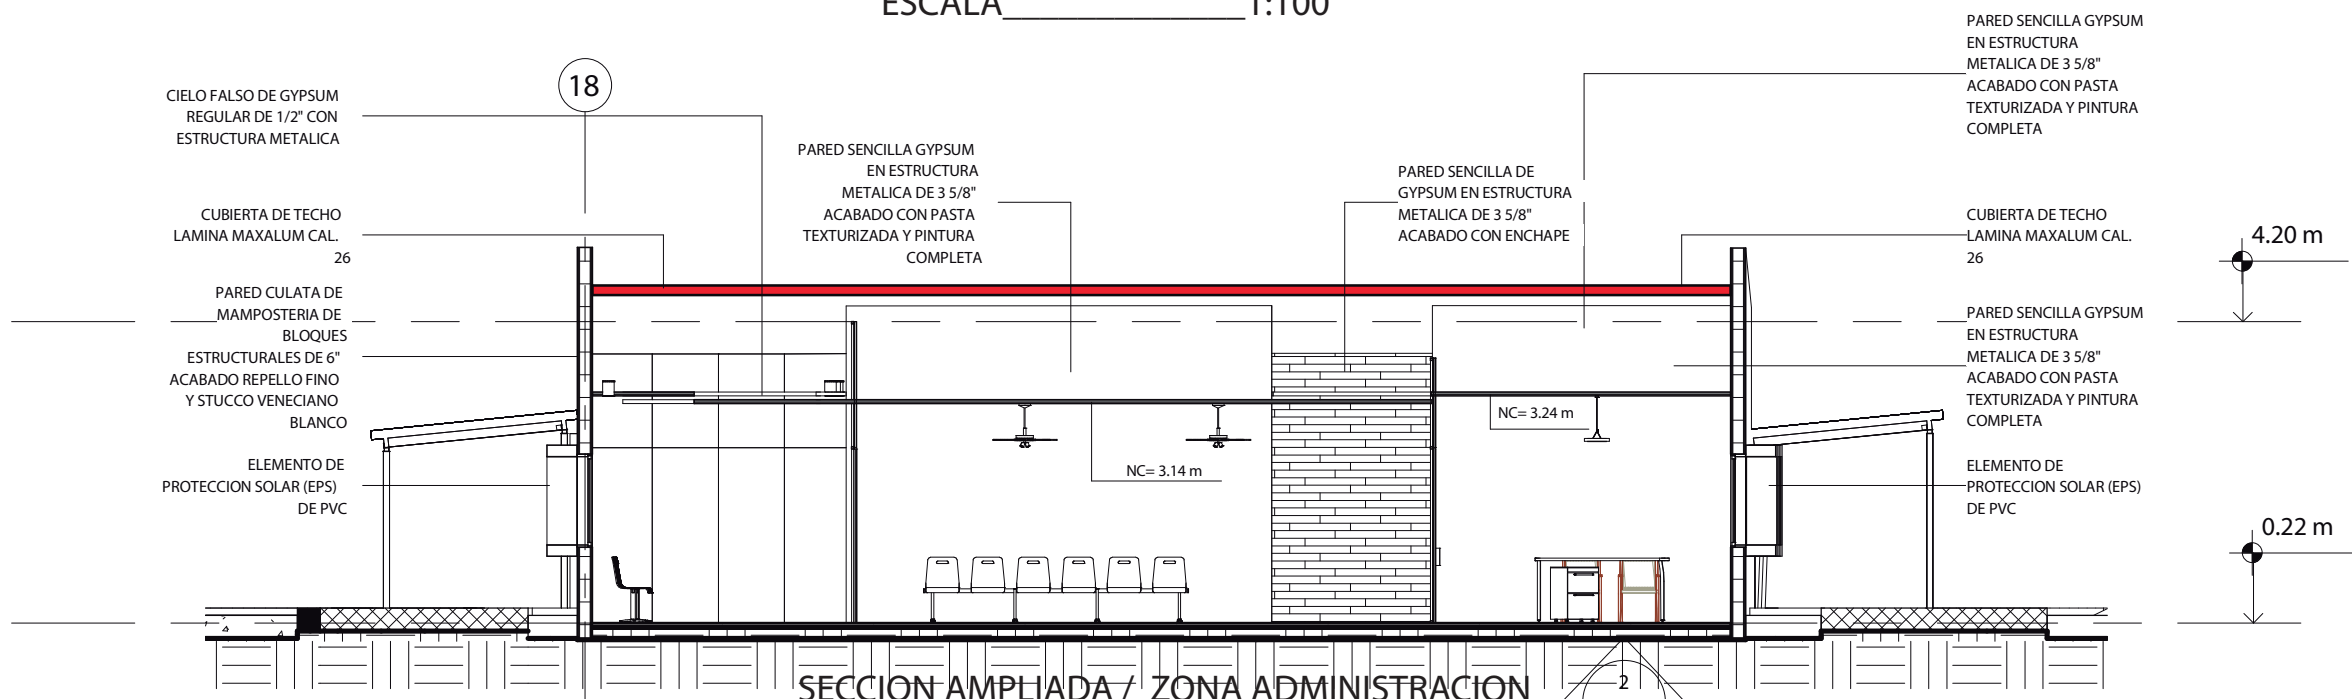 ESCALA______________1:100
18
CIELO FALSO DE GYPSUM
REGULAR DE 1/2" CON
ESTRUCTURA METALICA
CUBIERTA DE TECHO
LAMINA MAXALUM CAL.
26
PARED CULATA DE
MAMPOSTERIA DE
BLOQUES
ESTRUCTURALES DE 6"
ACABADO REPELLO FINO
Y STUCCO VENECIANO
BLANCO
ELEMENTO DE
PROTECCION SOLAR (EPS)
DE PVC
PARED SENCILLA GYPSUM
EN ESTRUCTURA
METALICA DE 3 5/8"
ACABADO CON PASTA
TEXTURIZADA Y PINTURA
COMPLETA
PARED SENCILLA DE
GYPSUM EN ESTRUCTURA
METALICA DE 3 5/8"
ACABADO CON ENCHAPE
PARED SENCILLA GYPSUM
EN ESTRUCTURA
METALICA DE 3 5/8"
ACABADO CON PASTA
TEXTURIZADA Y PINTURA
COMPLETA
CUBIERTA DE TECHO
LAMINA MAXALUM CAL.
26
PARED SENCILLA GYPSUM
EN ESTRUCTURA
METALICA DE 3 5/8"
ACABADO CON PASTA
TEXTURIZADA Y PINTURA
COMPLETA
ELEMENTO DE
PROTECCION SOLAR (EPS)
DE PVC
4.20 m
0.22 m
NC= 3.14 m
NC= 3.24 m
SECCION AMPLIADA / ZONA ADMINISTRACION
2